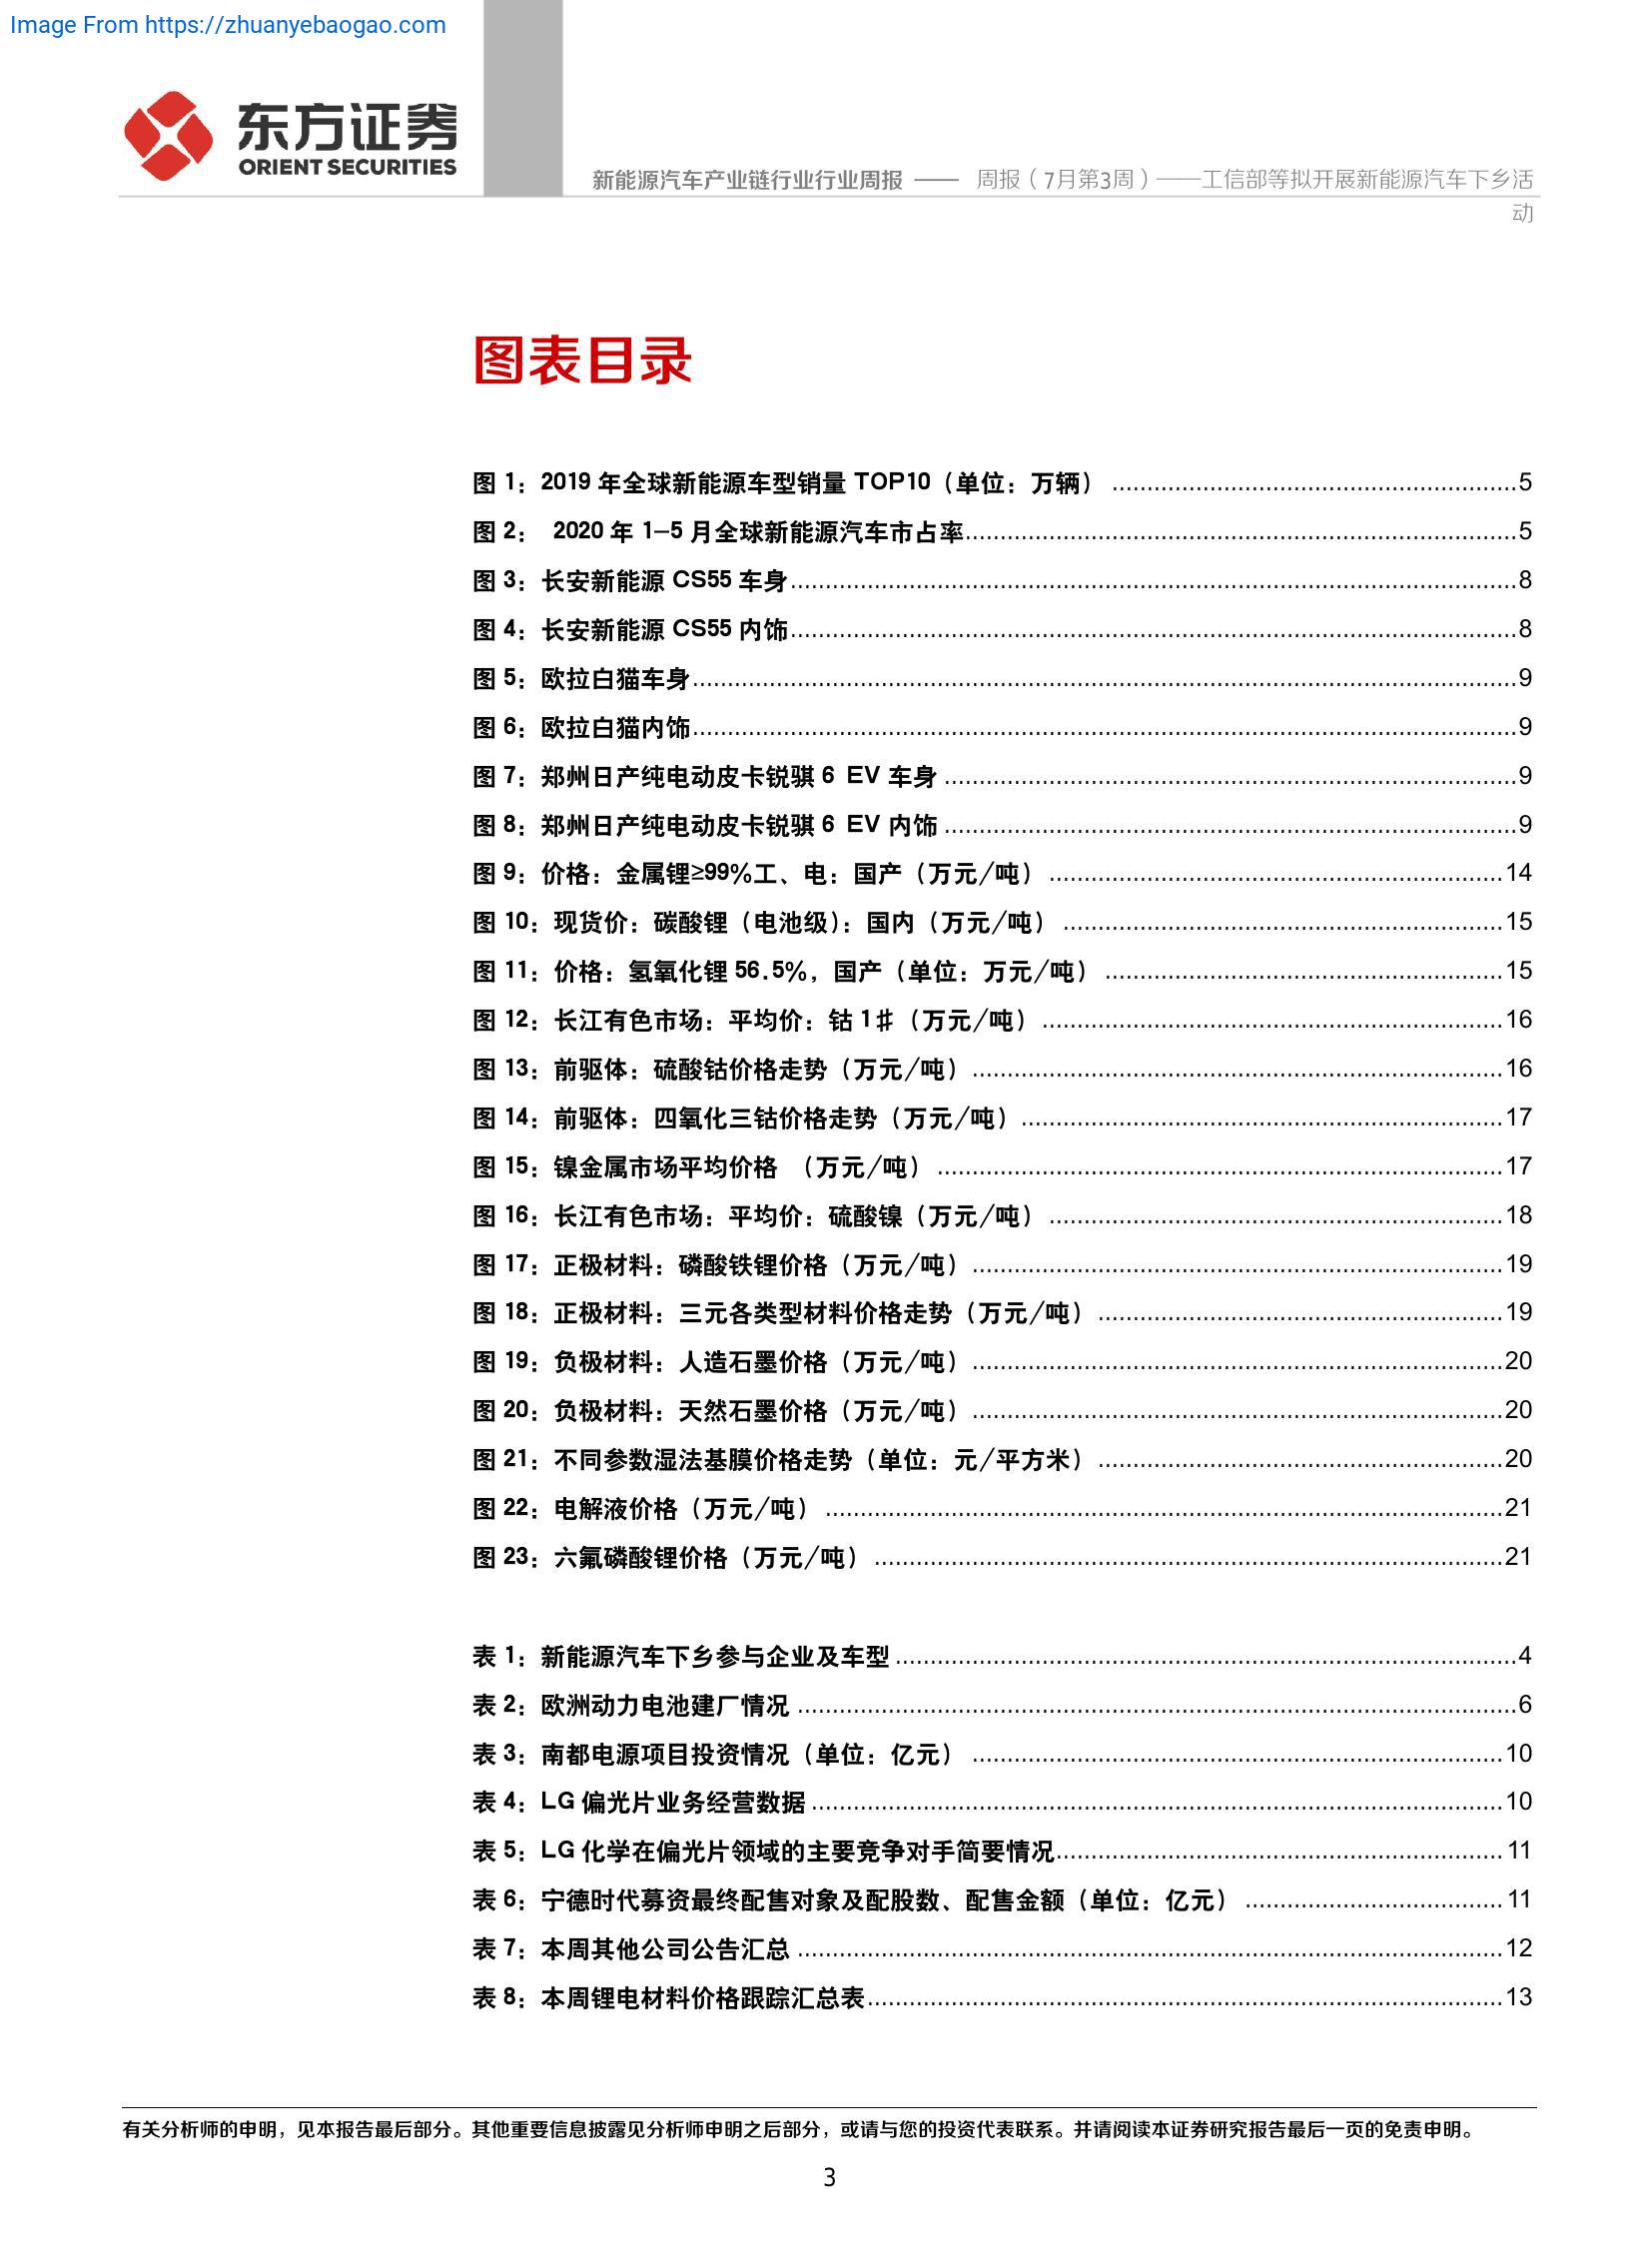 Image From https://zhuanyebaogao.com
东方证券
ORIENT SECURITIES
新能源汽车产业链行业行业周报 —— 周报（7月第3周）——工信部等拟开展新能源汽车下乡活
动
图表目录
图 1：2019 年全球新能源车型销量 TOP10（单位：万辆） ........................................................5
图 2： 2020 年 1–5 月全球新能源汽车市占率........................................................5
图 3：长安新能源 CS55 车身........................................................8
图 4：长安新能源 CS55 内饰........................................................8
图 5：欧拉白猫车身........................................................9
图 6：欧拉白猫内饰........................................................9
图 7：郑州日产纯电动皮卡锐骐 6 EV 车身 ........................................................9
图 8：郑州日产纯电动皮卡锐骐 6 EV 内饰 ........................................................9
图 9：价格：金属锂≥99%工、电：国产（万元/吨） ........................................................14
图 10：现货价：碳酸锂（电池级）：国内（万元/吨） ........................................................15
图 11：价格：氢氧化锂 56.5%，国产（单位：万元/吨） ........................................................15
图 12：长江有色市场：平均价：钴 1#（万元/吨） ........................................................16
图 13：前驱体：硫酸钴价格走势（万元/吨） ........................................................16
图 14：前驱体：四氧化三钴价格走势（万元/吨） ........................................................17
图 15：镍金属市场平均价格 （万元/吨） ........................................................17
图 16：长江有色市场：平均价：硫酸镍（万元/吨） ........................................................18
图 17：正极材料：磷酸铁锂价格（万元/吨） ........................................................19
图 18：正极材料：三元各类型材料价格走势（万元/吨） ........................................................19
图 19：负极材料：人造石墨价格（万元/吨） ........................................................20
图 20：负极材料：天然石墨价格（万元/吨） ........................................................20
图 21：不同参数湿法基膜价格走势（单位：元/平方米） ........................................................20
图 22：电解液价格（万元/吨） ........................................................21
图 23：六氟磷酸锂价格（万元/吨） ........................................................21
表 1：新能源汽车下乡参与企业及车型 ........................................................4
表 2：欧洲动力电池建厂情况 ........................................................6
表 3：南都电源项目投资情况（单位：亿元） ........................................................10
表 4：LG 偏光片业务经营数据 ........................................................10
表 5：LG 化学在偏光片领域的主要竞争对手简要情况........................................................11
表 6：宁德时代募资最终配售对象及配股数、配售金额（单位：亿元） ........................................................11
表 7：本周其他公司公告汇总 ........................................................12
表 8：本周锂电材料价格跟踪汇总表........................................................13
有关分析师的申明，见本报告最后部分。其他重要信息披露见分析师申明之后部分，或请与您的投资代表联系。并请阅读本证券研究报告最后一页的免责申明。
3